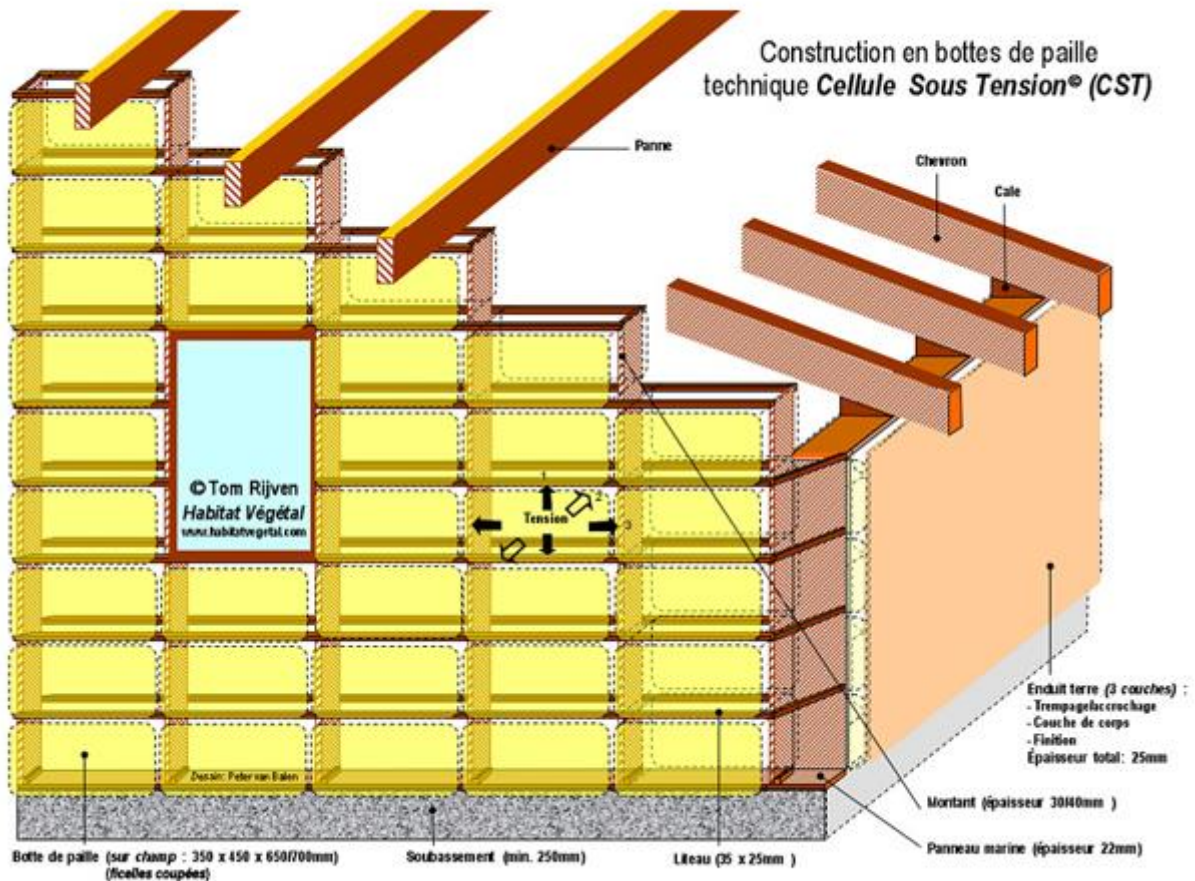 Construction en bottes de paille
technique Cellule Sous Tension© (CST)
Panne
Chevron
Cale
© Tom Rijven
Habitat Végétal
www.habitatvegetal.com
1
2
Tension
3
Enduit terre (3 couches) :
- Trempage/accrochage
- Couche de corps
- Finition
Épaisseur total: 25mm
Dessin: Peter van Balen
Montant (épaisseur 30/40mm )
Panneau marine (épaisseur 22mm)
Botte de paille (sur champ : 350 x 450 x 650/700mm)
(ficelles coupées)
Soubassement (min. 250mm)
Liteau (35 x 25mm )